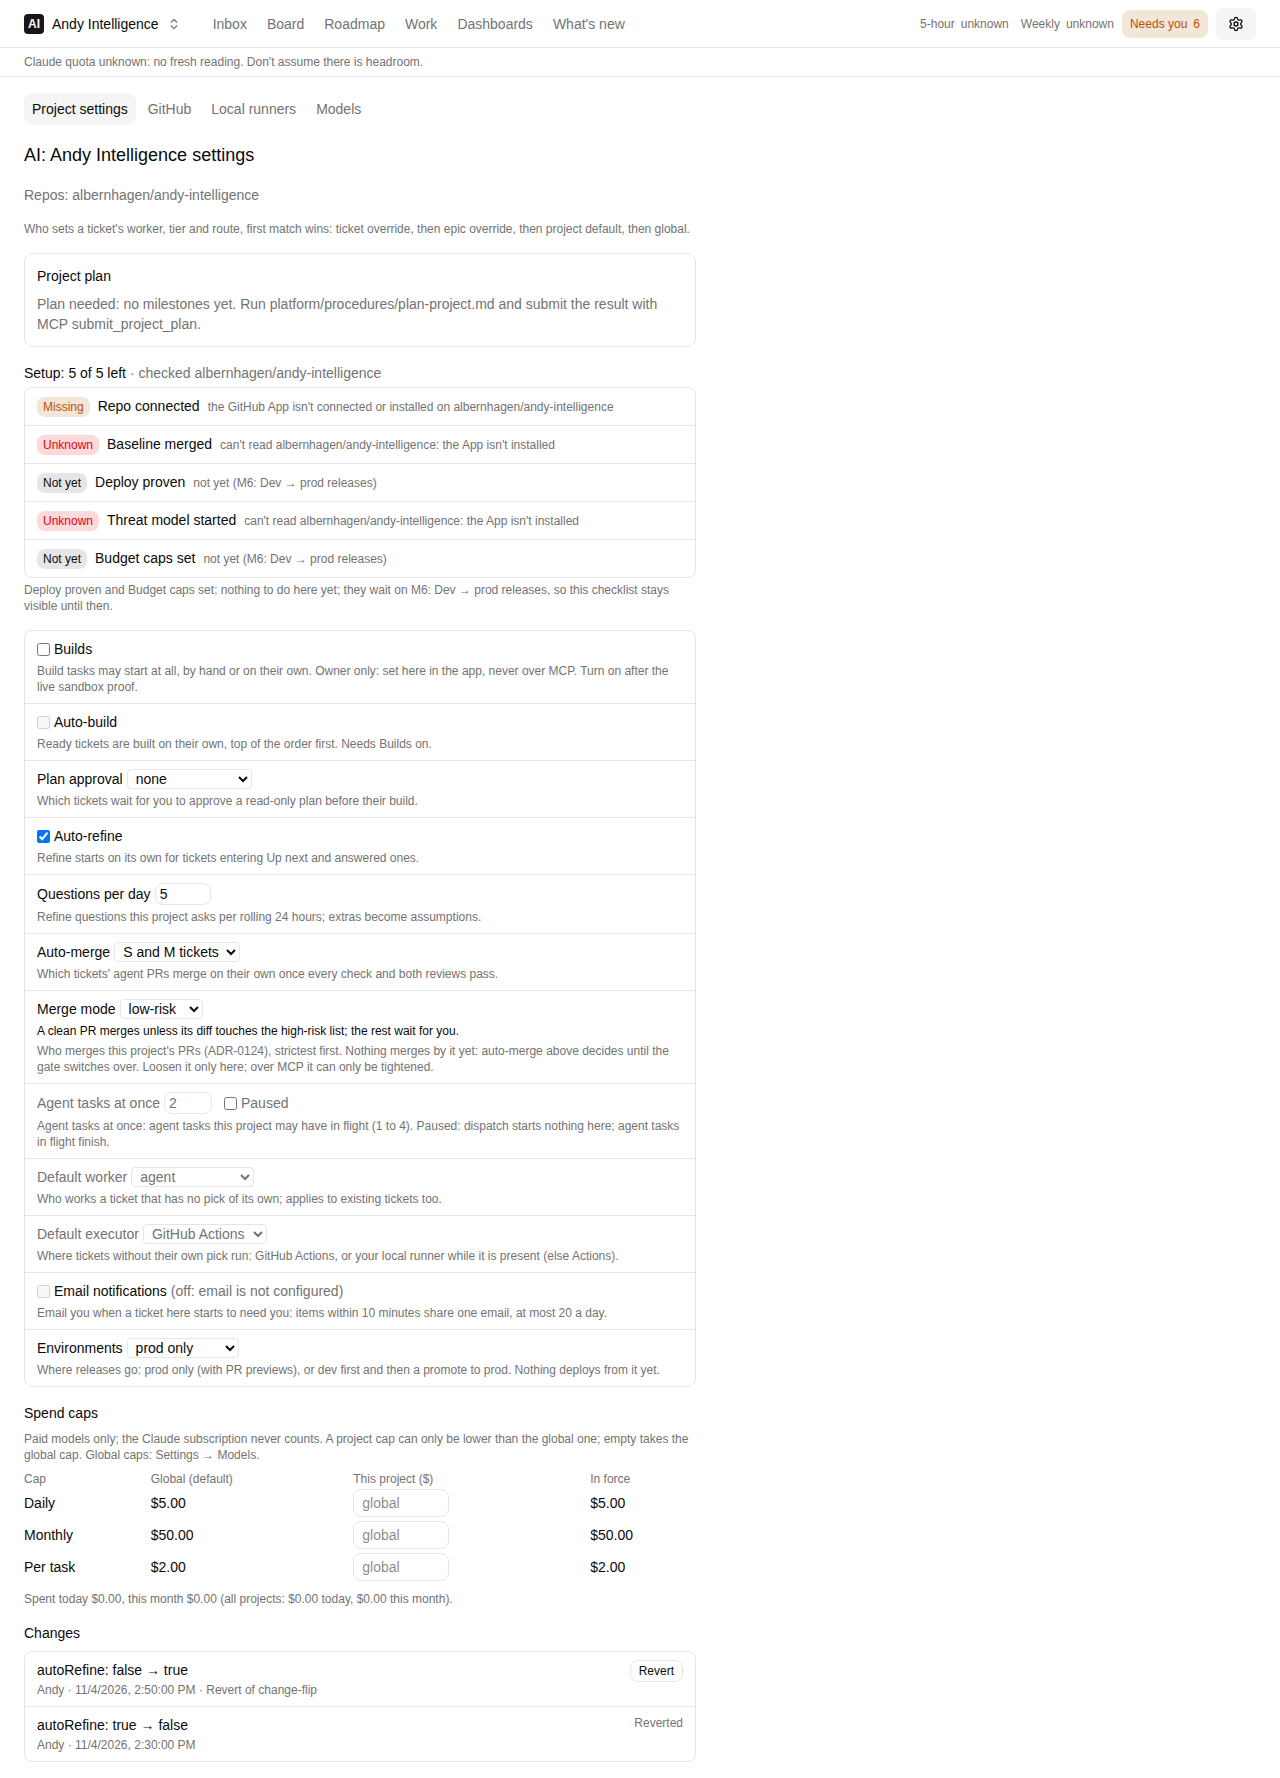 AI Andy Intelligence Inbox Board Roadmap Work Dashboards What's new 5-hour unknown Weekly unknown Needs you 6
Claude quota unknown: no fresh reading. Don't assume there is headroom.
Project settings GitHub Local runners Models
AI: Andy Intelligence settings
Repos: albernhagen/andy-intelligence
Who sets a ticket's worker, tier and route, first match wins: ticket override, then epic override, then project default, then global.
Project plan
Plan needed: no milestones yet. Run platform/procedures/plan-project.md and submit the result with
MCP submit_project_plan.
Setup: 5 of 5 left · checked albernhagen/andy-intelligence
Missing Repo connected the GitHub App isn't connected or installed on albernhagen/andy-intelligence
Unknown Baseline merged can't read albernhagen/andy-intelligence: the App isn't installed
Not yet Deploy proven not yet (M6: Dev → prod releases)
Unknown Threat model started can't read albernhagen/andy-intelligence: the App isn't installed
Not yet Budget caps set not yet (M6: Dev → prod releases)
Deploy proven and Budget caps set: nothing to do here yet; they wait on M6: Dev → prod releases, so this checklist stays
visible until then.
Builds
Build tasks may start at all, by hand or on their own. Owner only: set here in the app, never over MCP. Turn on after the
live sandbox proof.
Auto-build
Ready tickets are built on their own, top of the order first. Needs Builds on.
Plan approval none
Which tickets wait for you to approve a read-only plan before their build.
Auto-refine
Refine starts on its own for tickets entering Up next and answered ones.
Questions per day 5
Refine questions this project asks per rolling 24 hours; extras become assumptions.
Auto-merge S and M tickets
Which tickets' agent PRs merge on their own once every check and both reviews pass.
Merge mode low-risk
A clean PR merges unless its diff touches the high-risk list; the rest wait for you.
Who merges this project's PRs (ADR-0124), strictest first. Nothing merges by it yet: auto-merge above decides until the
gate switches over. Loosen it only here; over MCP it can only be tightened.
Agent tasks at once 2 Paused
Agent tasks at once: agent tasks this project may have in flight (1 to 4). Paused: dispatch starts nothing here; agent tasks
in flight finish.
Default worker agent
Who works a ticket that has no pick of its own; applies to existing tickets too.
Default executor GitHub Actions
Where tickets without their own pick run: GitHub Actions, or your local runner while it is present (else Actions).
Email notifications (off: email is not configured)
Email you when a ticket here starts to need you: items within 10 minutes share one email, at most 20 a day.
Environments prod only
Where releases go: prod only (with PR previews), or dev first and then a promote to prod. Nothing deploys from it yet.
Spend caps
Paid models only; the Claude subscription never counts. A project cap can only be lower than the global one; empty takes the
global cap. Global caps: Settings → Models.
Cap Global (default) This project ($) In force
Daily $5.00 global $5.00
Monthly $50.00 global $50.00
Per task $2.00 global $2.00
Spent today $0.00, this month $0.00 (all projects: $0.00 today, $0.00 this month).
Changes
autoRefine: false → true Revert
Andy · 11/4/2026, 2:50:00 PM · Revert of change-flip
autoRefine: true → false Reverted
Andy · 11/4/2026, 2:30:00 PM